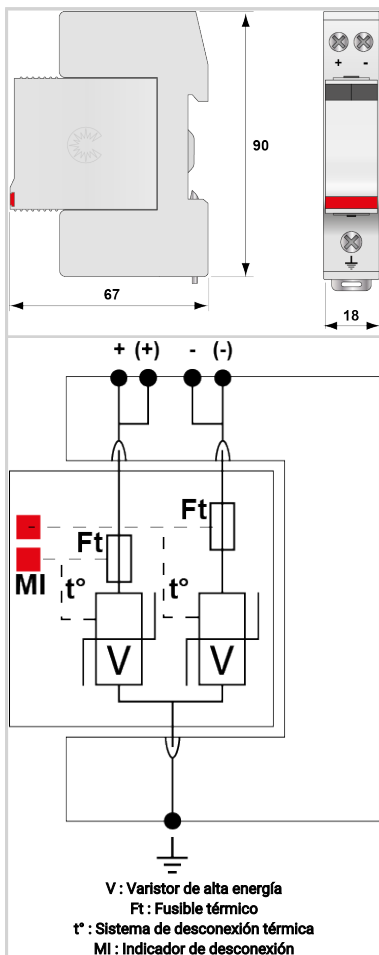 + -
90
67
18
+ (+) - (-)
Ft
Ft
MI
t°
t°
V
V
V : Varistor de alta energía
Ft : Fusible térmico
t° : Sistema de desconexión térmica
MI : Indicador de desconexión